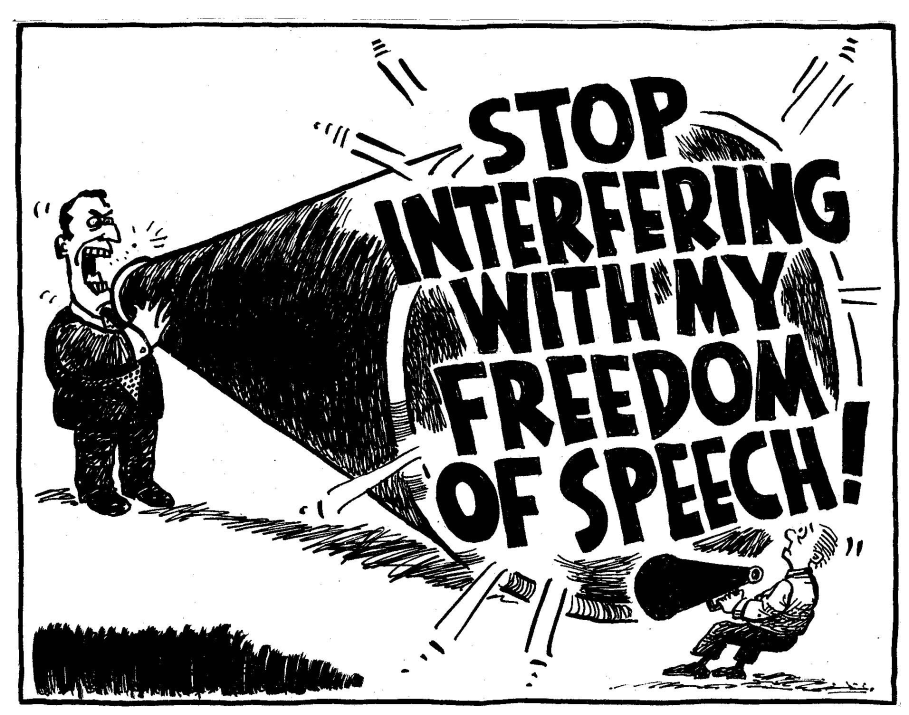 STOP
INTERFERING
WITH MY
FREEDOM
OF SPEECH!